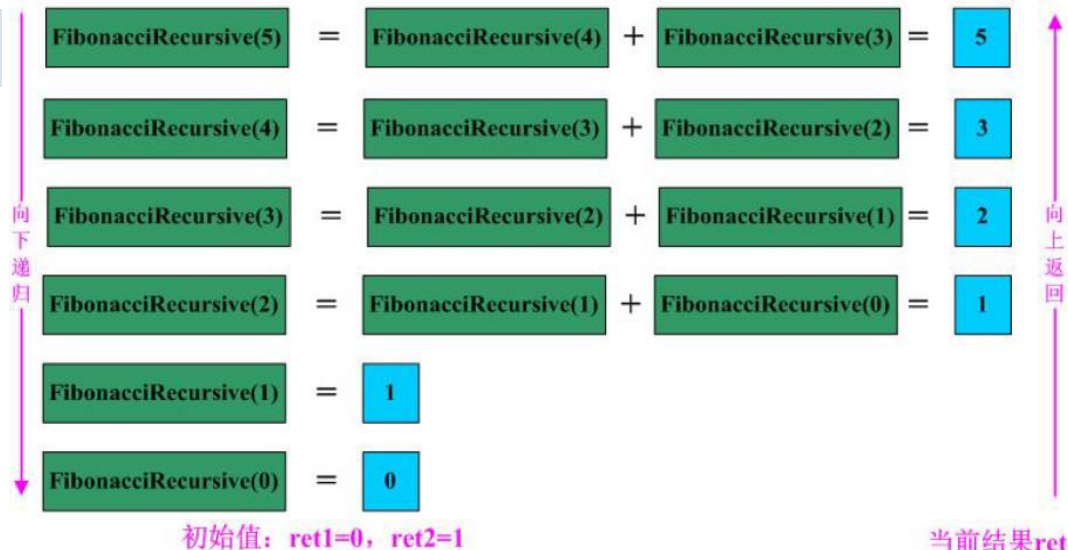 FibonacciRecursive(5) = FibonacciRecursive(4) + FibonacciRecursive(3) = 5
FibonacciRecursive(4) = FibonacciRecursive(3) + FibonacciRecursive(2) = 3
FibonacciRecursive(3) = FibonacciRecursive(2) + FibonacciRecursive(1) = 2
FibonacciRecursive(2) = FibonacciRecursive(1) + FibonacciRecursive(0) = 1
FibonacciRecursive(1) = 1
FibonacciRecursive(0) = 0
向下递归
向上返回
初始值：ret1=0，ret2=1
当前结果ret